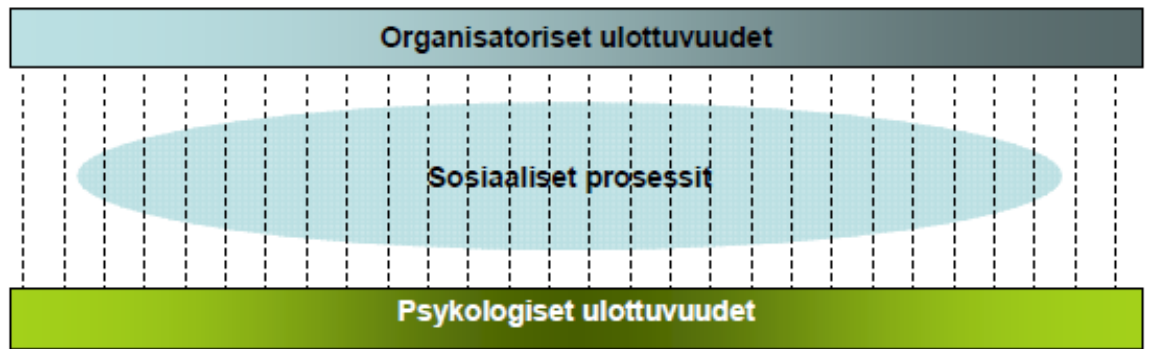 Organisatoriset ulottuvuudet
Sosiaaliset prosessit
Psykologiset ulottuvuudet